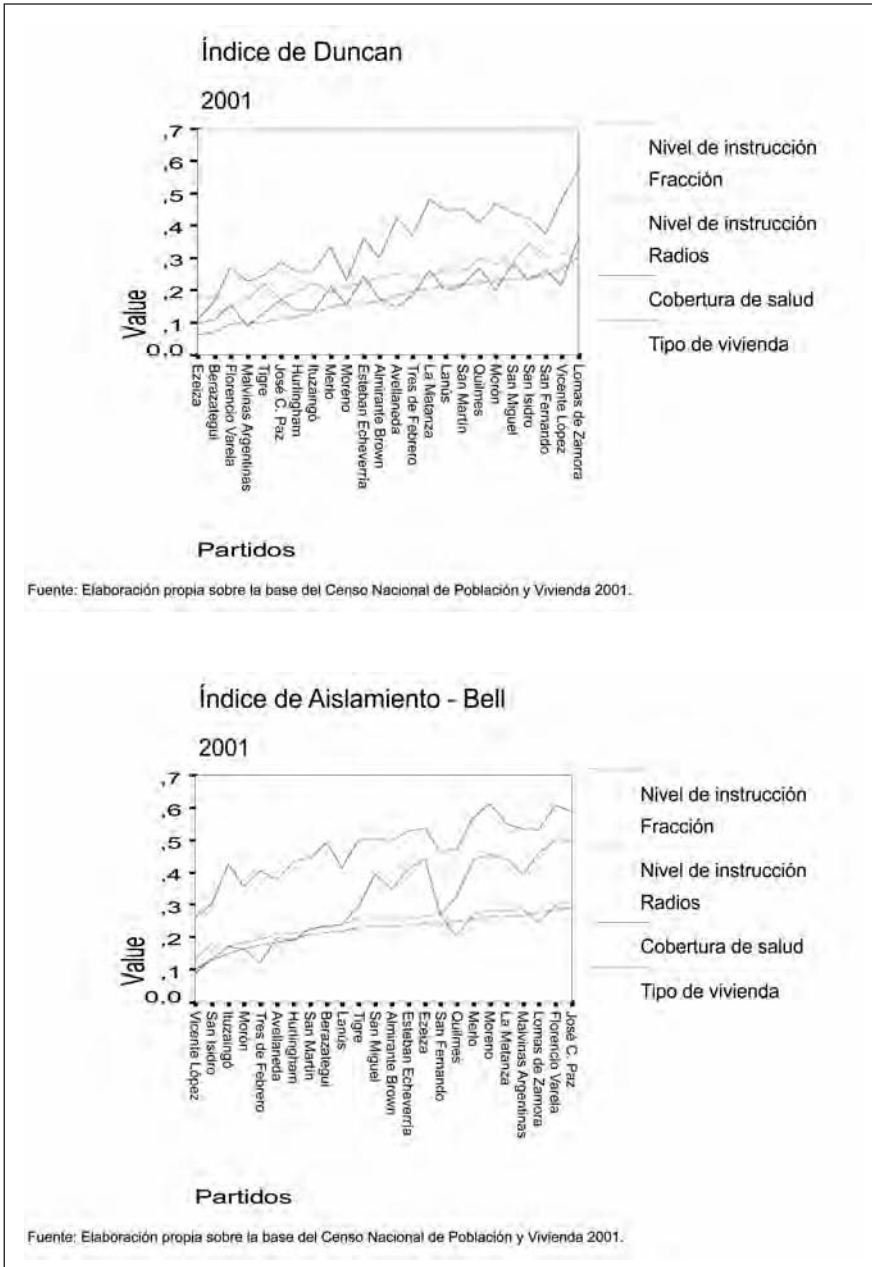 Índice de Duncan
2001
,7
,6
,5
,4
,3
,2
,1
0,0
Value
Ezeiza
Berazategui
Florencio Varela
Malvinas Argentinas
Tigre
José C. Paz
Hurlingham
Ituzaingó
Merlo
Moreno
Esteban Echeverría
Almirante Brown
Avellanada
Tres de Febrero
La Matanza
Lanús
San Martín
Quilmes
Morón
San Miguel
San Isidro
San Fernando
Vicente López
Lomas de Zamora
Partidos
Nivel de instrucción
Fracción
Nivel de instrucción
Radios
Cobertura de salud
Tipo de vivienda
Fuente: Elaboración propia sobre la base del Censo Nacional de Población y Vivienda 2001.
Índice de Aislamiento - Bell
2001
,7
,6
,5
,4
,3
,2
,1
0.0
Value
Vicente López
San Isidro
Ituzaingó
Morón
Tres de Febrero
Avellaneda
Hurlingham
San Martín
Berazategui
Lanús
Tigre
San Miguel
Almirante Brown
Esteban Echeverría
Ezeiza
San Fernando
Quilmes
Merlo
Moreno
La Matanza
Malvinas Argentinas
Lomas de Zamora
Florencio Varela
José C. Paz
Partidos
Nivel de instrucción
Fracción
Nivel de instrucción
Radios
Cobertura de salud
Tipo de vivienda
Fuente: Elaboración propia sobre la base del Censo Nacional de Población y Vivienda 2001.